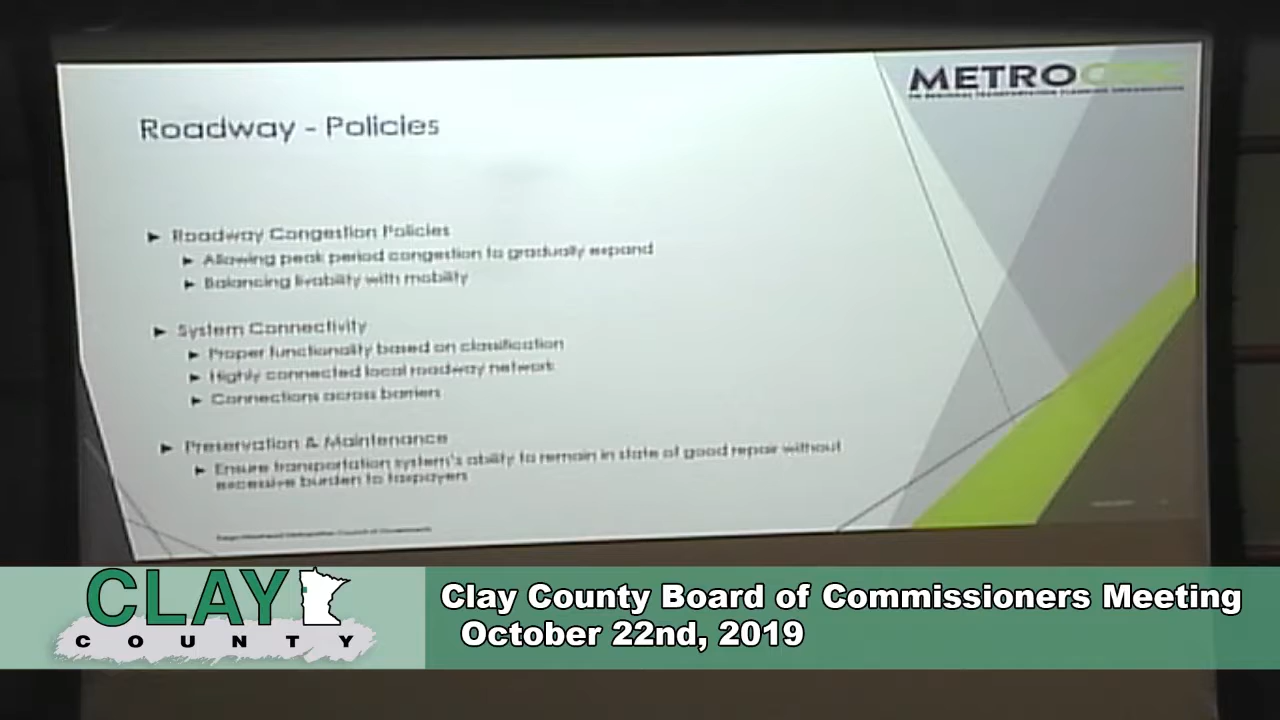 METROCOG
Roadway - Policies
► Roadway Congestion Policies
► Allowing peak period congestion to gradually expand
► Balancing livability with mobility
► System Connectivity
► Proper functionality based on classification
► Highly connected local roadway network
► Connections across barriers
► Preservation & Maintenance
► Ensure transportation system's ability to remain in state of good repair without
excessive burden to taxpayers
CLAY
COUNTY
Clay County Board of Commissioners Meeting
October 22nd, 2019